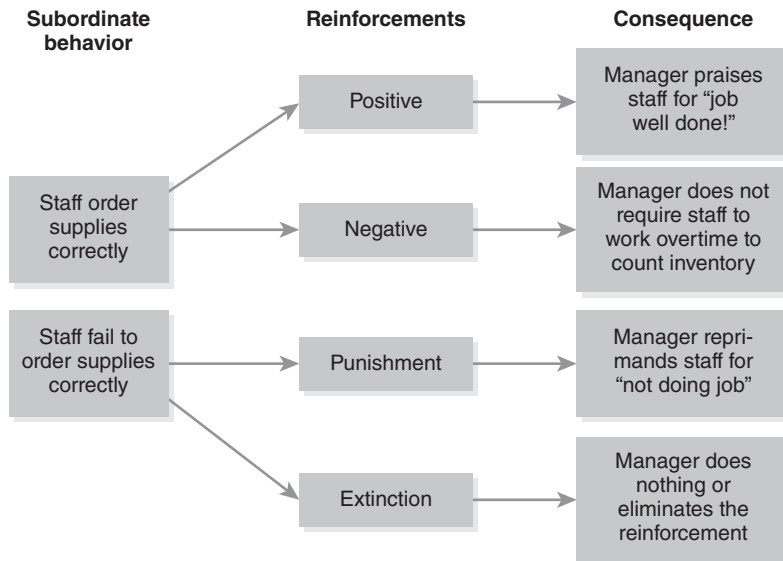 Subordinate
behavior
Reinforcements
Consequence
Positive
Manager praises
staff for “job
well done!”
Staff order
supplies
correctly
Negative
Manager does not
require staff to
work overtime to
count inventory
Staff fail to
order supplies
correctly
Punishment
Manager repri-
mands staff for
“not doing job”
Extinction
Manager does
nothing or
eliminates the
reinforcement